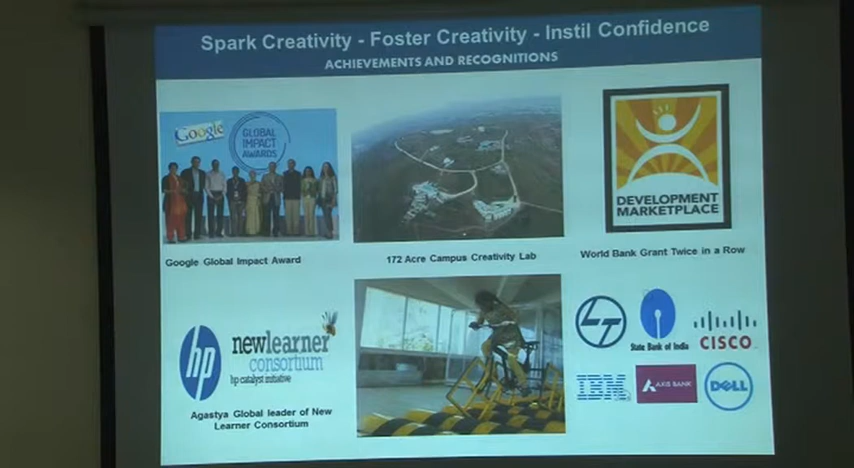 Spark Creativity - Foster Creativity - Instil Confidence
ACHIEVEMENTS AND RECOGNITIONS
Google
GLOBAL
IMPACT
AWARDS
DEVELOPMENT
MARKETPLACE
Google Global Impact Award
172 Acre Campus Creativity Lab
World Bank Grant Twice in a Row
hp
newlearner
consortium
hp catalyst initiative
Agastya Global leader of New
Learner Consortium
LT
State Bank of India
CISCO
IBM
AXIS BANK
DELL